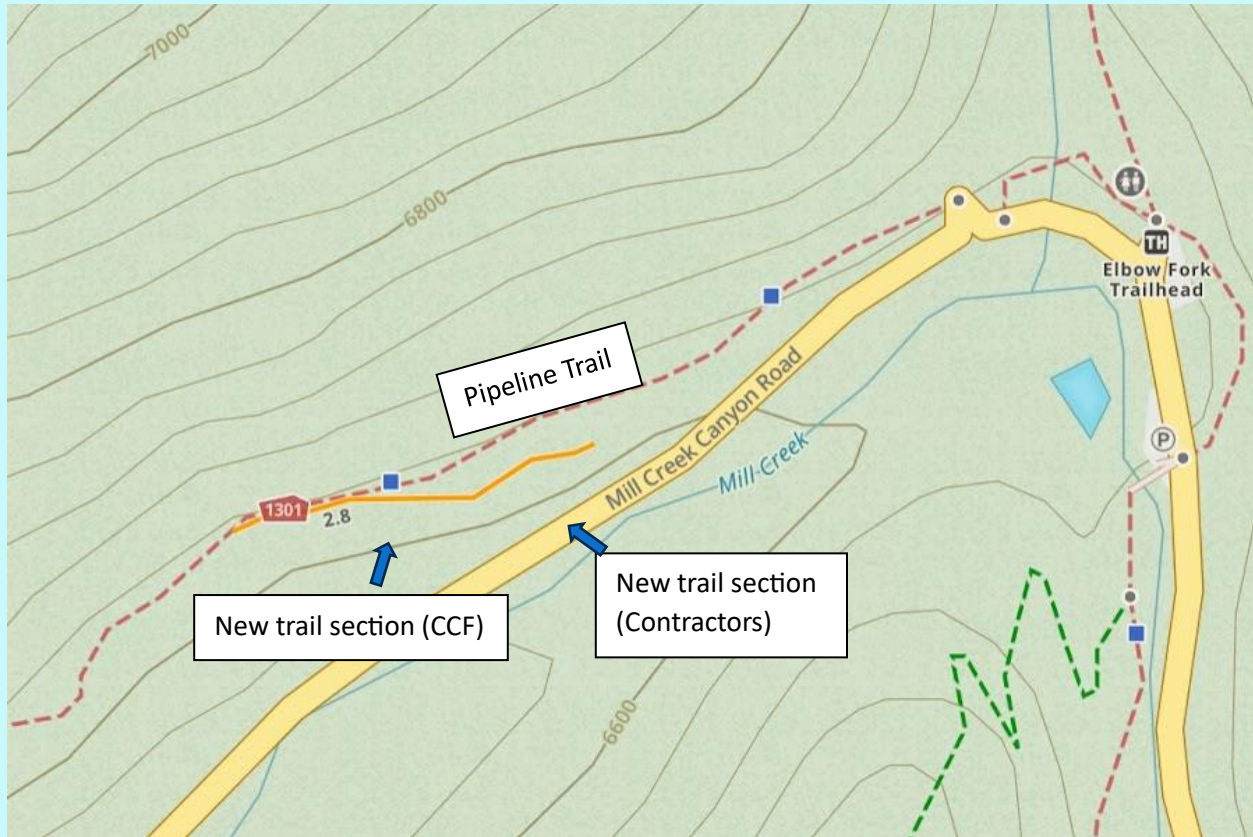 7000
6800
TH
Elbow Fork
Trailhead
Pipeline Trail
Mill Creek Canyon Road
P
Mill Creek
1301
2.8
New trail section (CCF)
New trail section
(Contractors)
6600